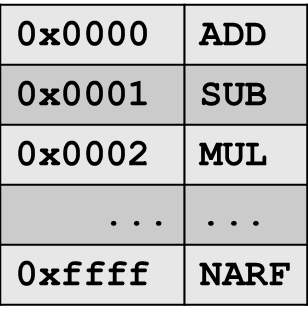 0x0000 ADD
0x0001 SUB
0x0002 MUL
... ...
0xffff NARF